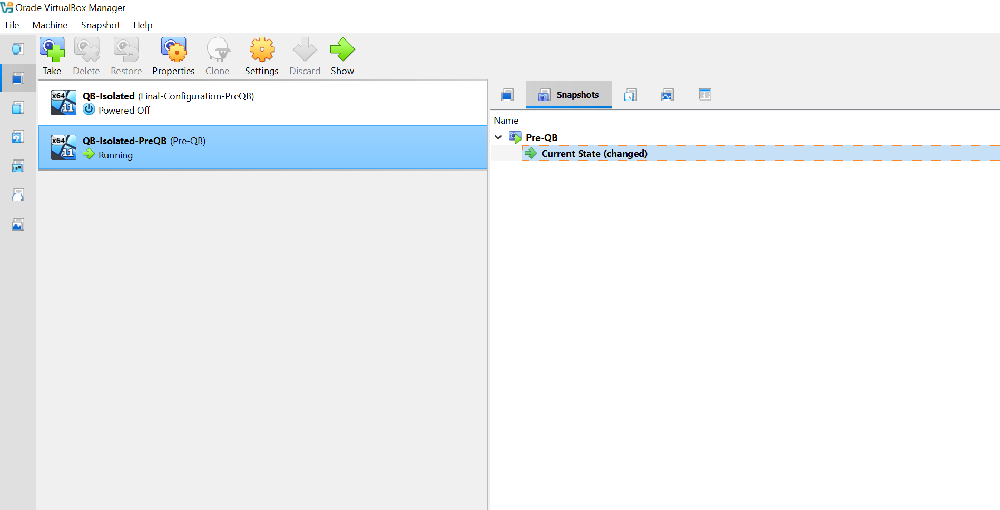 Oracle VirtualBox Manager
File Machine Snapshot Help
Take Delete Restore Properties Clone Settings Discard Show
x64 11 QB-Isolated (Final-Configuration-PreQB)
Powered Off
x64 11 QB-Isolated-PreQB (Pre-QB)
Running
Snapshots
Name
Pre-QB
Current State (changed)